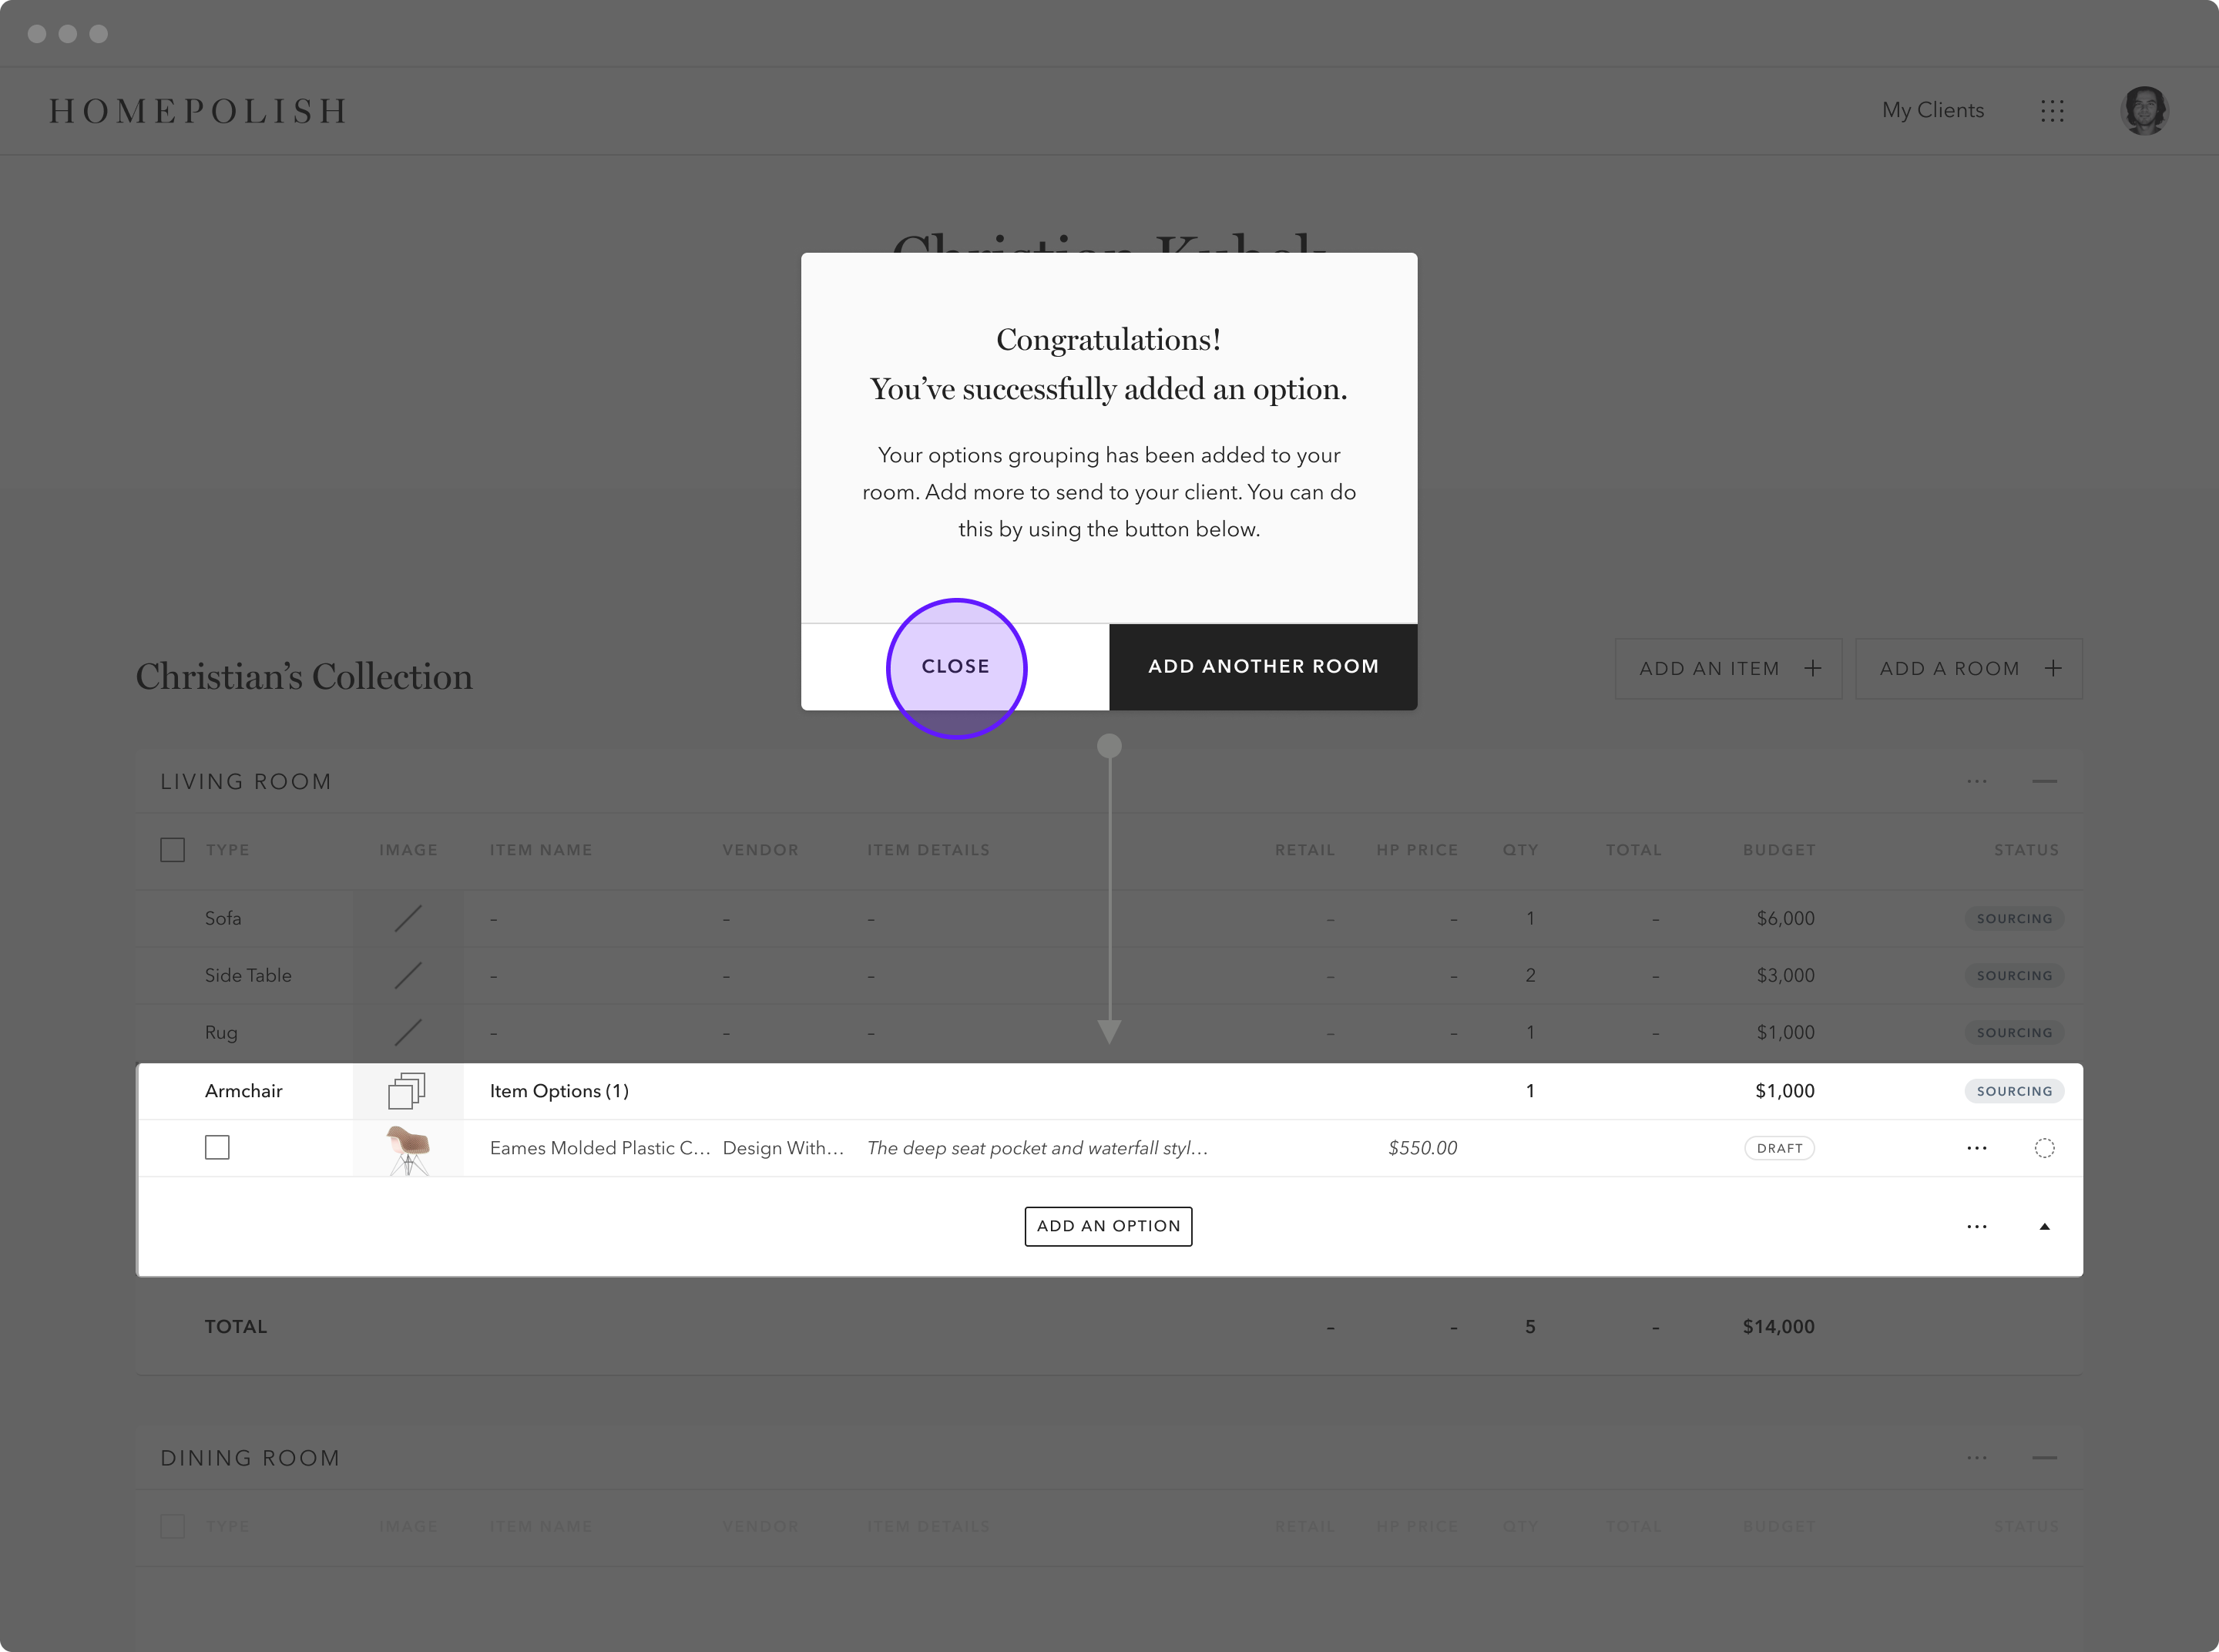 HOMEPOLISH
My Clients
Congratulations!
You’ve successfully added an option.
Your options grouping has been added to your
room. Add more to send to your client. You can do
this by using the button below.
CLOSE
ADD ANOTHER ROOM
Christian’s Collection
ADD AN ITEM +
ADD A ROOM +
LIVING ROOM
TYPE IMAGE ITEM NAME VENDOR ITEM DETAILS RETAIL HP PRICE QTY TOTAL BUDGET STATUS
Sofa – – – – – 1 – $6,000 SOURCING
Side Table – – – – – 2 – $3,000 SOURCING
Rug – – – – – 1 – $1,000 SOURCING
Armchair Item Options (1) 1 $1,000 SOURCING
Eames Molded Plastic C... Design With... The deep seat pocket and waterfall styl... $550.00 DRAFT
ADD AN OPTION
TOTAL – – 5 – $14,000
DINING ROOM
TYPE IMAGE ITEM NAME VENDOR ITEM DETAILS RETAIL HP PRICE QTY TOTAL BUDGET STATUS